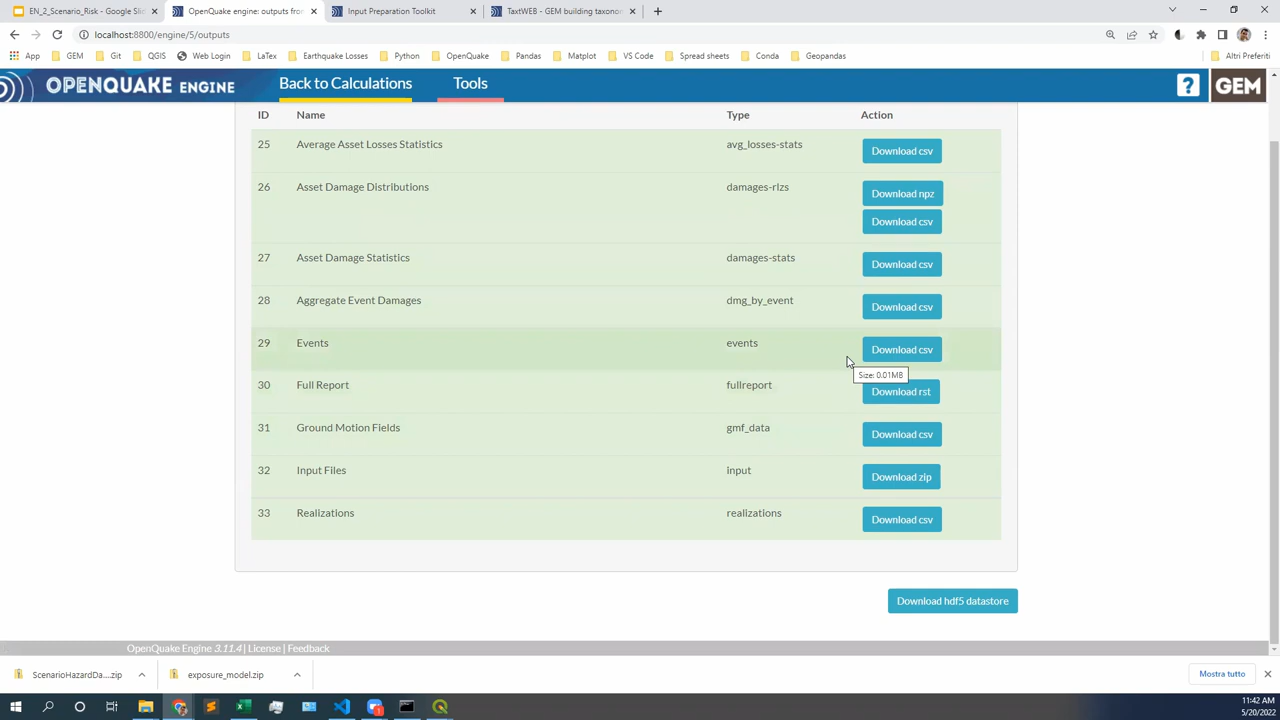 EN_2_Scenario_Risk - Google Sli
OpenQuake engine: outputs from
Input Preparation Toolkit
TaxtWEB - GEM building taxonom
localhost:8800/engine/5/outputs
GEM
Git
QGIS
Web Login
LaTex
Earthquake Losses
Python
OpenQuake
Pandas
Matplot
VS Code
Spread sheets
Conda
Geopandas
Altri Preferiti
OPENQUAKE ENGINE
Back to Calculations
Tools
?
GEM
ID Name Type Action
25 Average Asset Losses Statistics avg_losses-stats Download csv
26 Asset Damage Distributions damages-rlzs Download npz
Download csv
27 Asset Damage Statistics damages-stats Download csv
28 Aggregate Event Damages dmg_by_event Download csv
29 Events events Download csv
Size: 0.01MB
30 Full Report fullreport Download rst
31 Ground Motion Fields gmf_data Download csv
32 Input Files input Download zip
33 Realizations realizations Download csv
Download hdf5 datastore
OpenQuake Engine 3.11.4 | License | Feedback
ScenarioHazardDa....zip
exposure_model.zip
Mostra tutto
11:42 AM
5/20/2022